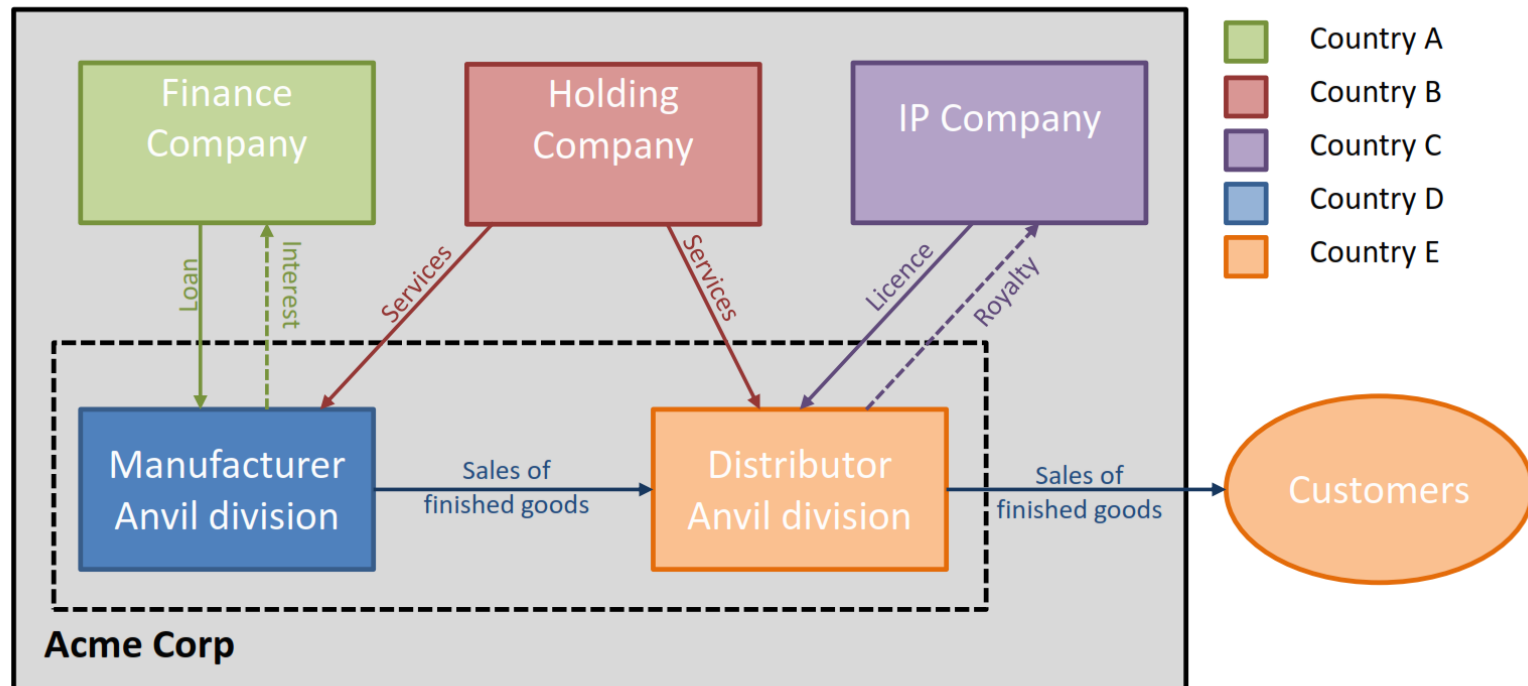 Finance
Company
Holding
Company
IP Company
Country A
Country B
Country C
Country D
Country E
Loan
Interest
Services
Services
Licence
Royalty
Manufacturer
Anvil division
Sales of
finished goods
Distributor
Anvil division
Sales of
finished goods
Customers
Acme Corp